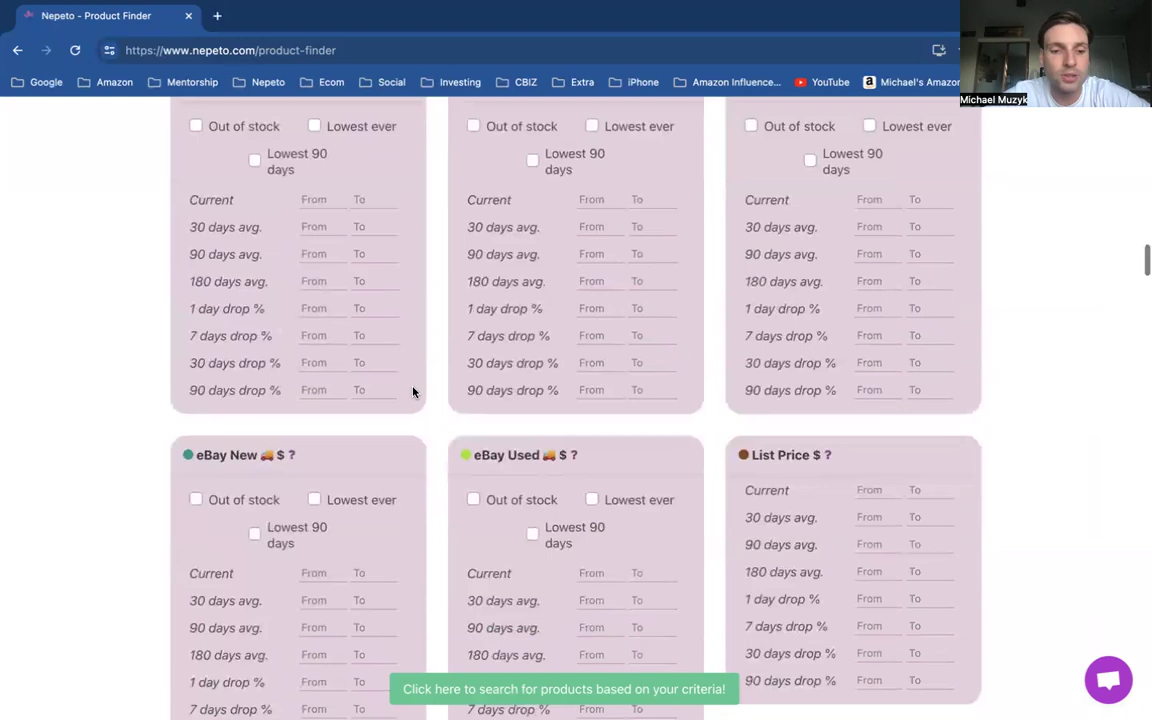 Nepeto - Product Finder
https://www.nepeto.com/product-finder
Google
Amazon
Mentorship
Nepeto
Ecom
Social
Investing
CBIZ
Extra
iPhone
Amazon Influence...
YouTube
Michael's Amazon
Michael Muzyk
Out of stock
Lowest ever
Lowest 90
days
Current From To
30 days avg. From To
90 days avg. From To
180 days avg. From To
1 day drop % From To
7 days drop % From To
30 days drop % From To
90 days drop % From To
Out of stock
Lowest ever
Lowest 90
days
Current From To
30 days avg. From To
90 days avg. From To
180 days avg. From To
1 day drop % From To
7 days drop % From To
30 days drop % From To
90 days drop % From To
Out of stock
Lowest ever
Lowest 90
days
Current From To
30 days avg. From To
90 days avg. From To
180 days avg. From To
1 day drop % From To
7 days drop % From To
30 days drop % From To
90 days drop % From To
eBay New 🚚 $ ?
Out of stock
Lowest ever
Lowest 90
days
Current From To
30 days avg. From To
90 days avg. From To
180 days avg. From To
1 day drop % From To
7 days drop % From To
eBay Used 🚚 $ ?
Out of stock
Lowest ever
Lowest 90
days
Current From To
30 days avg. From To
90 days avg. From To
180 days avg. From To
7 days drop % From To
List Price $ ?
Current From To
30 days avg. From To
90 days avg. From To
180 days avg. From To
1 day drop % From To
7 days drop % From To
30 days drop % From To
90 days drop % From To
Click here to search for products based on your criteria!